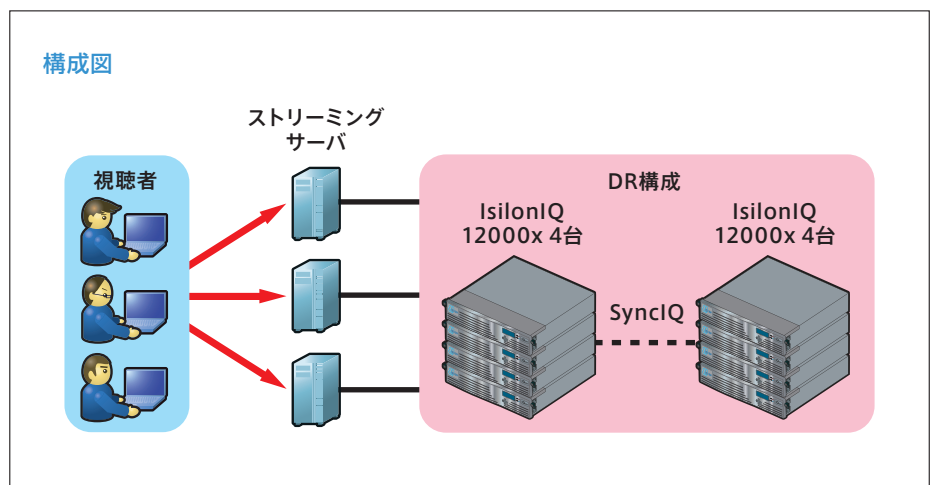 構成図
ストリーミング
サーバ
視聴者
DR構成
IsilonIQ
12000x 4台
IsilonIQ
12000x 4台
SyncIQ